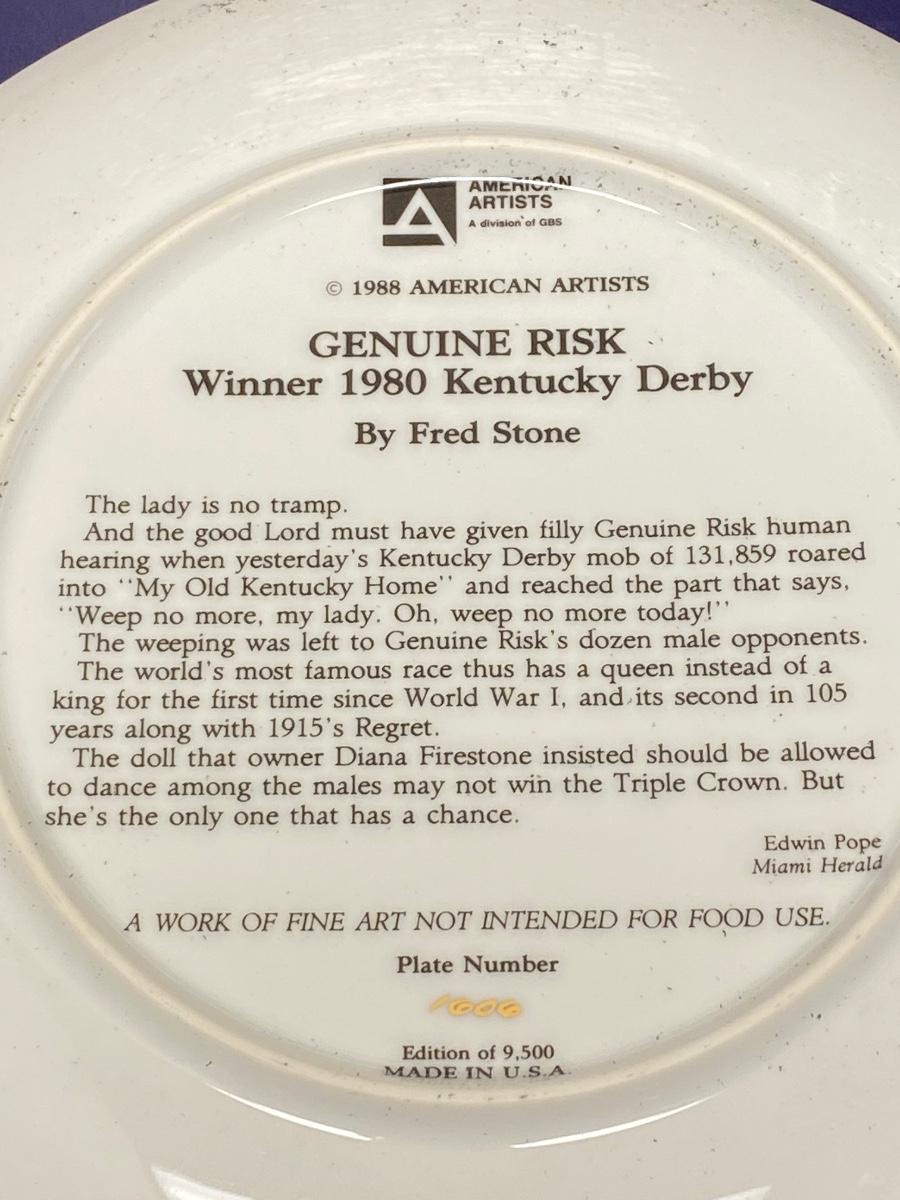 AMERICAN
ARTISTS
A division of GBS
© 1988 AMERICAN ARTISTS
GENUINE RISK
Winner 1980 Kentucky Derby
By Fred Stone
The lady is no tramp.
And the good Lord must have given filly Genuine Risk human
hearing when yesterday's Kentucky Derby mob of 131,859 roared
into ‘‘My Old Kentucky Home’’ and reached the part that says,
‘‘Weep no more, my lady. Oh, weep no more today!’’
The weeping was left to Genuine Risk's dozen male opponents.
The world's most famous race thus has a queen instead of a
king for the first time since World War I, and its second in 105
years along with 1915's Regret.
The doll that owner Diana Firestone insisted should be allowed
to dance among the males may not win the Triple Crown. But
she's the only one that has a chance.
Edwin Pope
Miami Herald
A WORK OF FINE ART NOT INTENDED FOR FOOD USE.
Plate Number
1606
Edition of 9,500
MADE IN U.S.A.